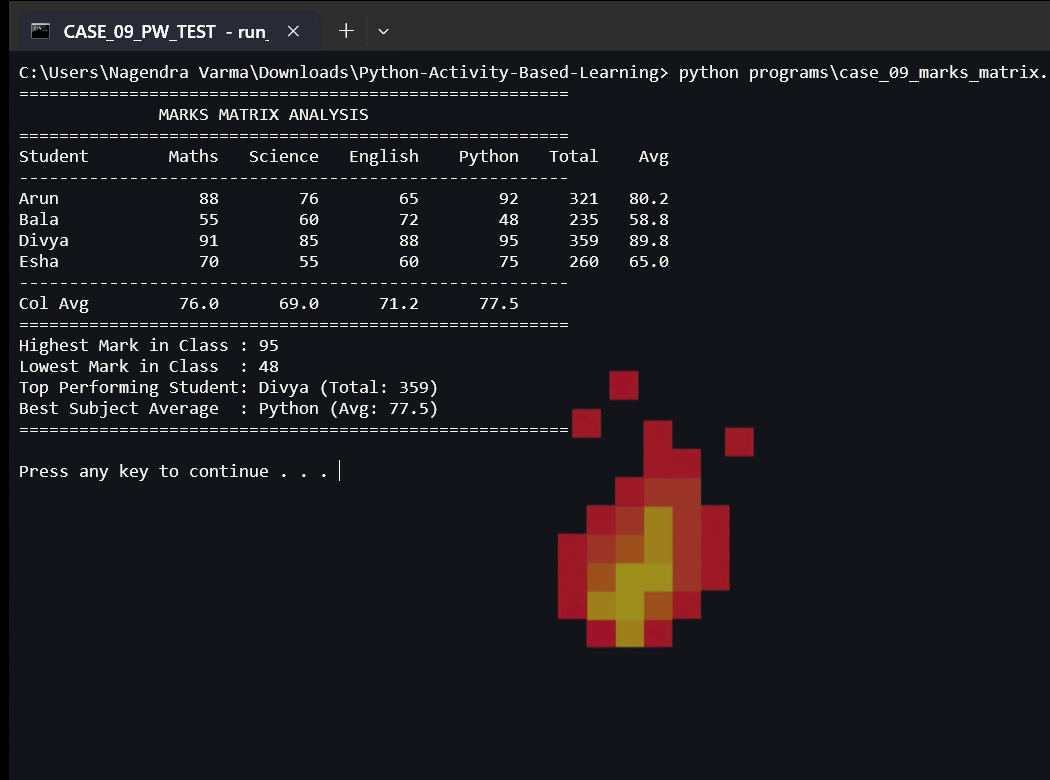 CASE_09_PW_TEST - run_
C:\Users\Nagendra Varma\Downloads\Python-Activity-Based-Learning> python programs\case_09_marks_matrix.
=======================================================
MARKS MATRIX ANALYSIS
=======================================================
Student        Maths   Science   English    Python   Total    Avg
-------------------------------------------------------
Arun              88        76        65        92     321   80.2
Bala              55        60        72        48     235   58.8
Divya             91        85        88        95     359   89.8
Esha              70        55        60        75     260   65.0
-------------------------------------------------------
Col Avg         76.0      69.0      71.2      77.5
=======================================================
Highest Mark in Class : 95
Lowest Mark in Class  : 48
Top Performing Student: Divya (Total: 359)
Best Subject Average  : Python (Avg: 77.5)
=======================================================
Press any key to continue . . .